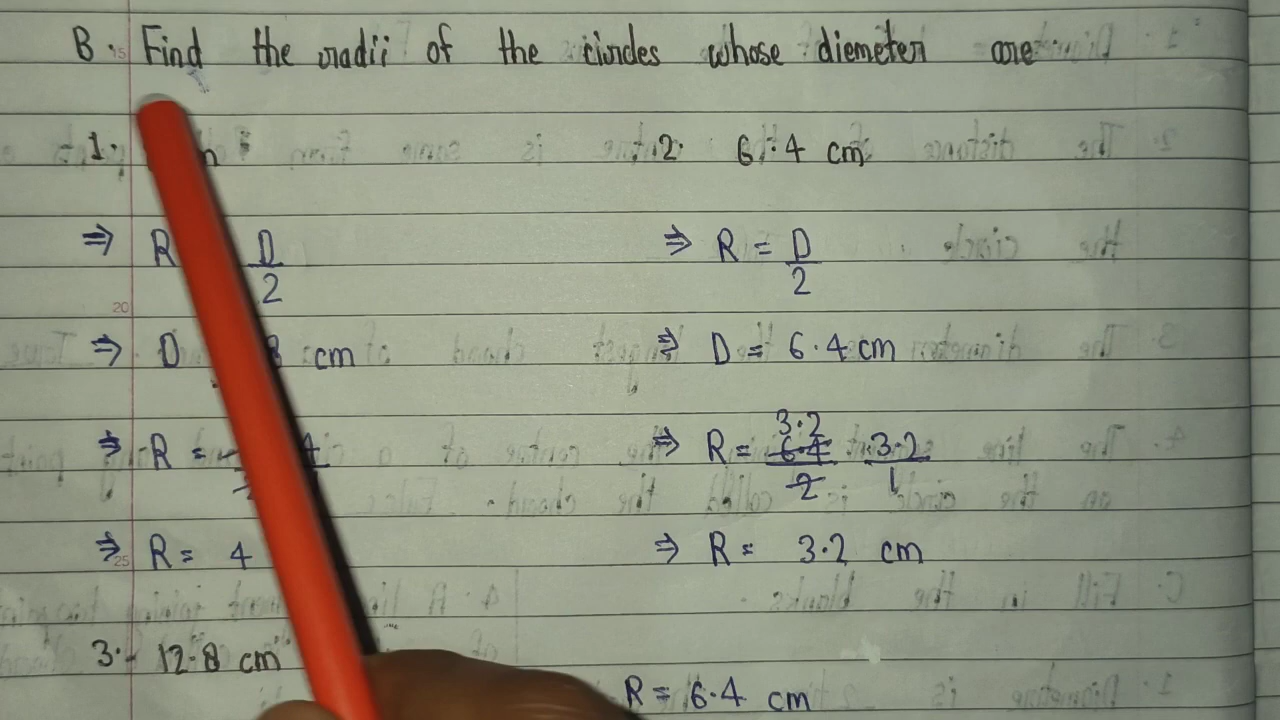 B. Find the radii of the circles whose diemeter are
1. 2. 6.4 cm
⇒ R D/2 ⇒ R = D/2
⇒ D cm ⇒ D = 6.4 cm
⇒ R = 4 ⇒ R = 3.2 6.4/2 3.2/1
⇒ R = 4 ⇒ R = 3.2 cm
3. 12.8 cm
R = 6.4 cm